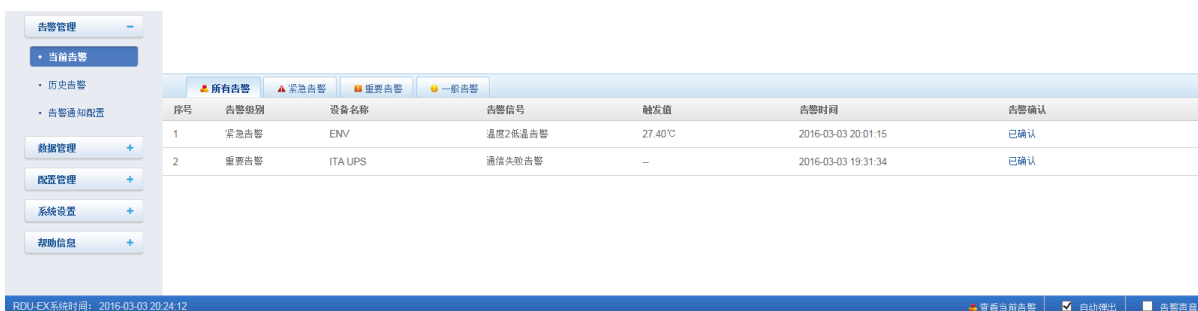 告警管理
当前告警
历史告警
告警通知配置
数据管理
配置管理
系统设置
帮助信息
所有告警 紧急告警 重要告警 一般告警
序号 告警级别 设备名称 告警信号 触发值 告警时间 告警确认
1 紧急告警 ENV 温度2低温告警 27.40℃ 2016-03-03 20:01:15 已确认
2 重要告警 ITA UPS 通信失败告警 -- 2016-03-03 19:31:34 已确认
RDU-EX系统时间： 2016-03-03 20:24:12 查看当前告警 自动弹出 告警声音